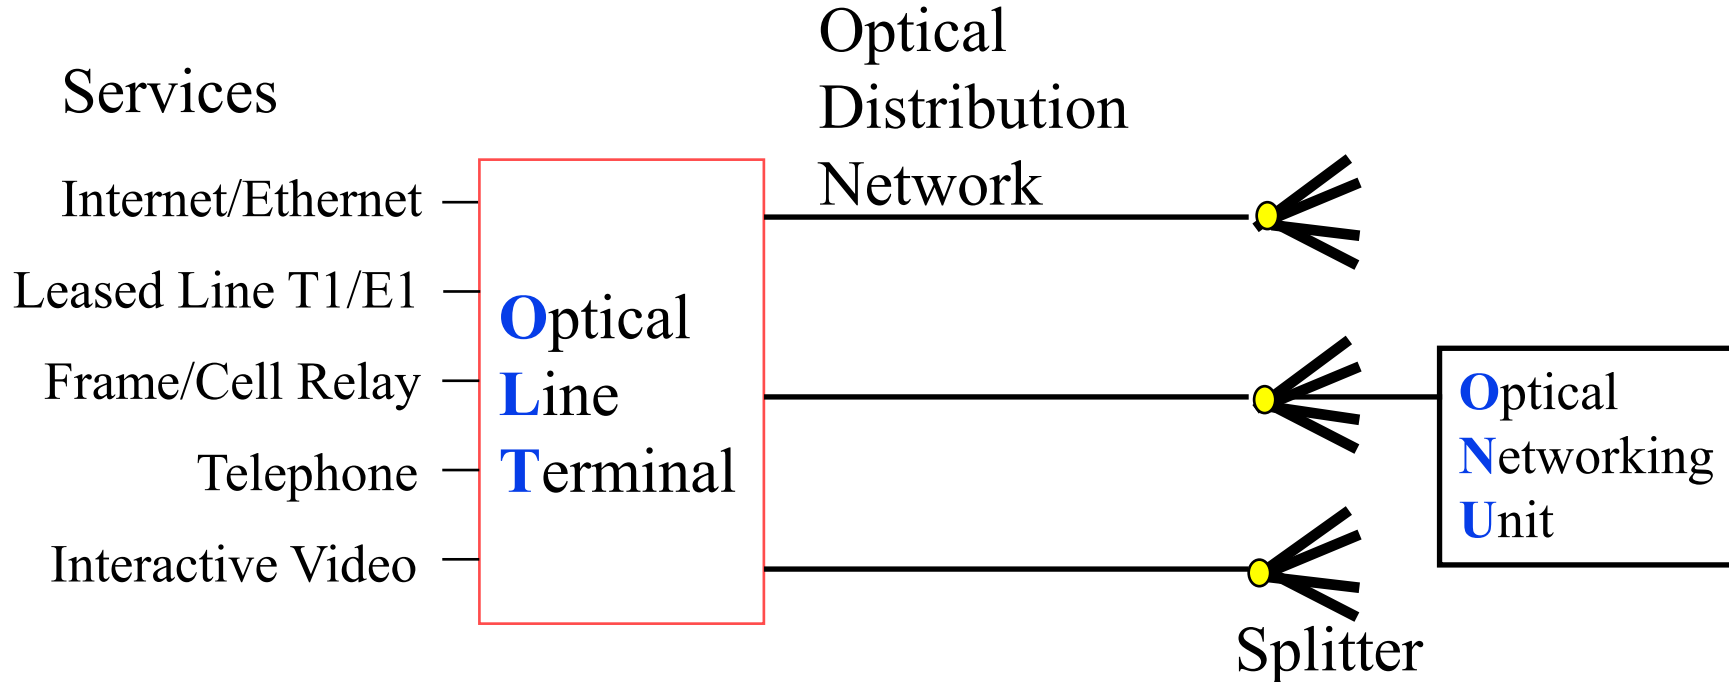 Services
Internet/Ethernet
Leased Line T1/E1
Frame/Cell Relay
Telephone
Interactive Video
Optical
Line
Terminal
Optical
Distribution
Network
Splitter
Optical
Networking
Unit